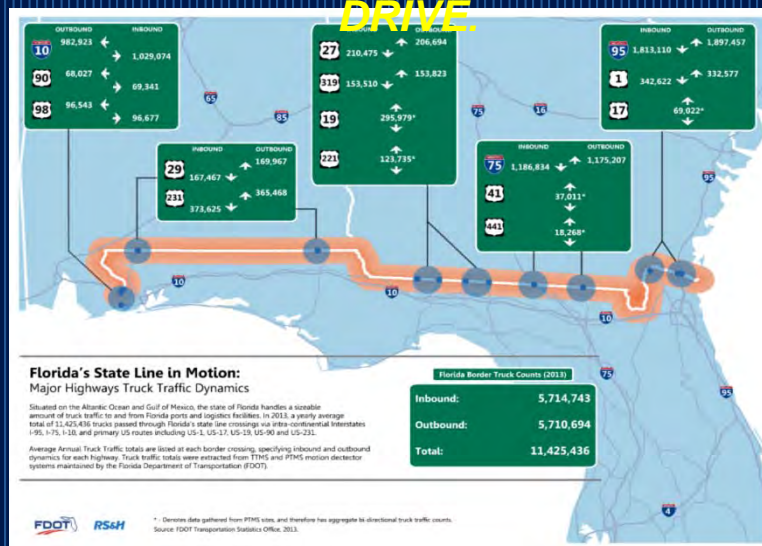 DRIVE.
OUTBOUND INBOUND
10 982,923
1,029,074
90 68,027
69,341
98 96,543
96,677
INBOUND OUTBOUND
29 169,967
167,467
231 365,468
373,625
OUTBOUND
27 210,475 206,694
319 153,510 153,823
19 295,979*
221 123,735*
INBOUND OUTBOUND
75 1,186,834 1,175,207
41 37,011*
441 18,268*
INBOUND OUTBOUND
95 1,813,110 1,897,457
1 342,622 332,577
17 69,022*
65
85
75
16
95
10
10
10
75
95
4
Florida's State Line in Motion:
Major Highways Truck Traffic Dynamics
Situated on the Altantic Ocean and Gulf of Mexico, the state of Florida handles a sizeable
amount of truck traffic to and from Florida ports and logistics facilities. In 2013, a yearly average
total of 11,425,436 trucks passed through Florida's state line crossings via intra-continental Interstates
I-95, I-75, I-10, and primary US routes including US-1, US-17, US-19, US-90 and US-231.
Average Annual Truck Traffic totals are listed at each border crossing, specifying inbound and outbound
dynamics for each highway. Truck traffic totals were extracted from TTMS and PTMS motion dectector
systems maintained by the Florida Department of Transportation (FDOT).
Florida Border Truck Counts (2013)
Inbound: 5,714,743
Outbound: 5,710,694
Total: 11,425,436
FDOT RS&H
* - Denotes data gathered from PTMS sites, and therefore has aggregate bi-directional truck traffic counts.
Source: FDOT Transportation Statistics Office, 2013.